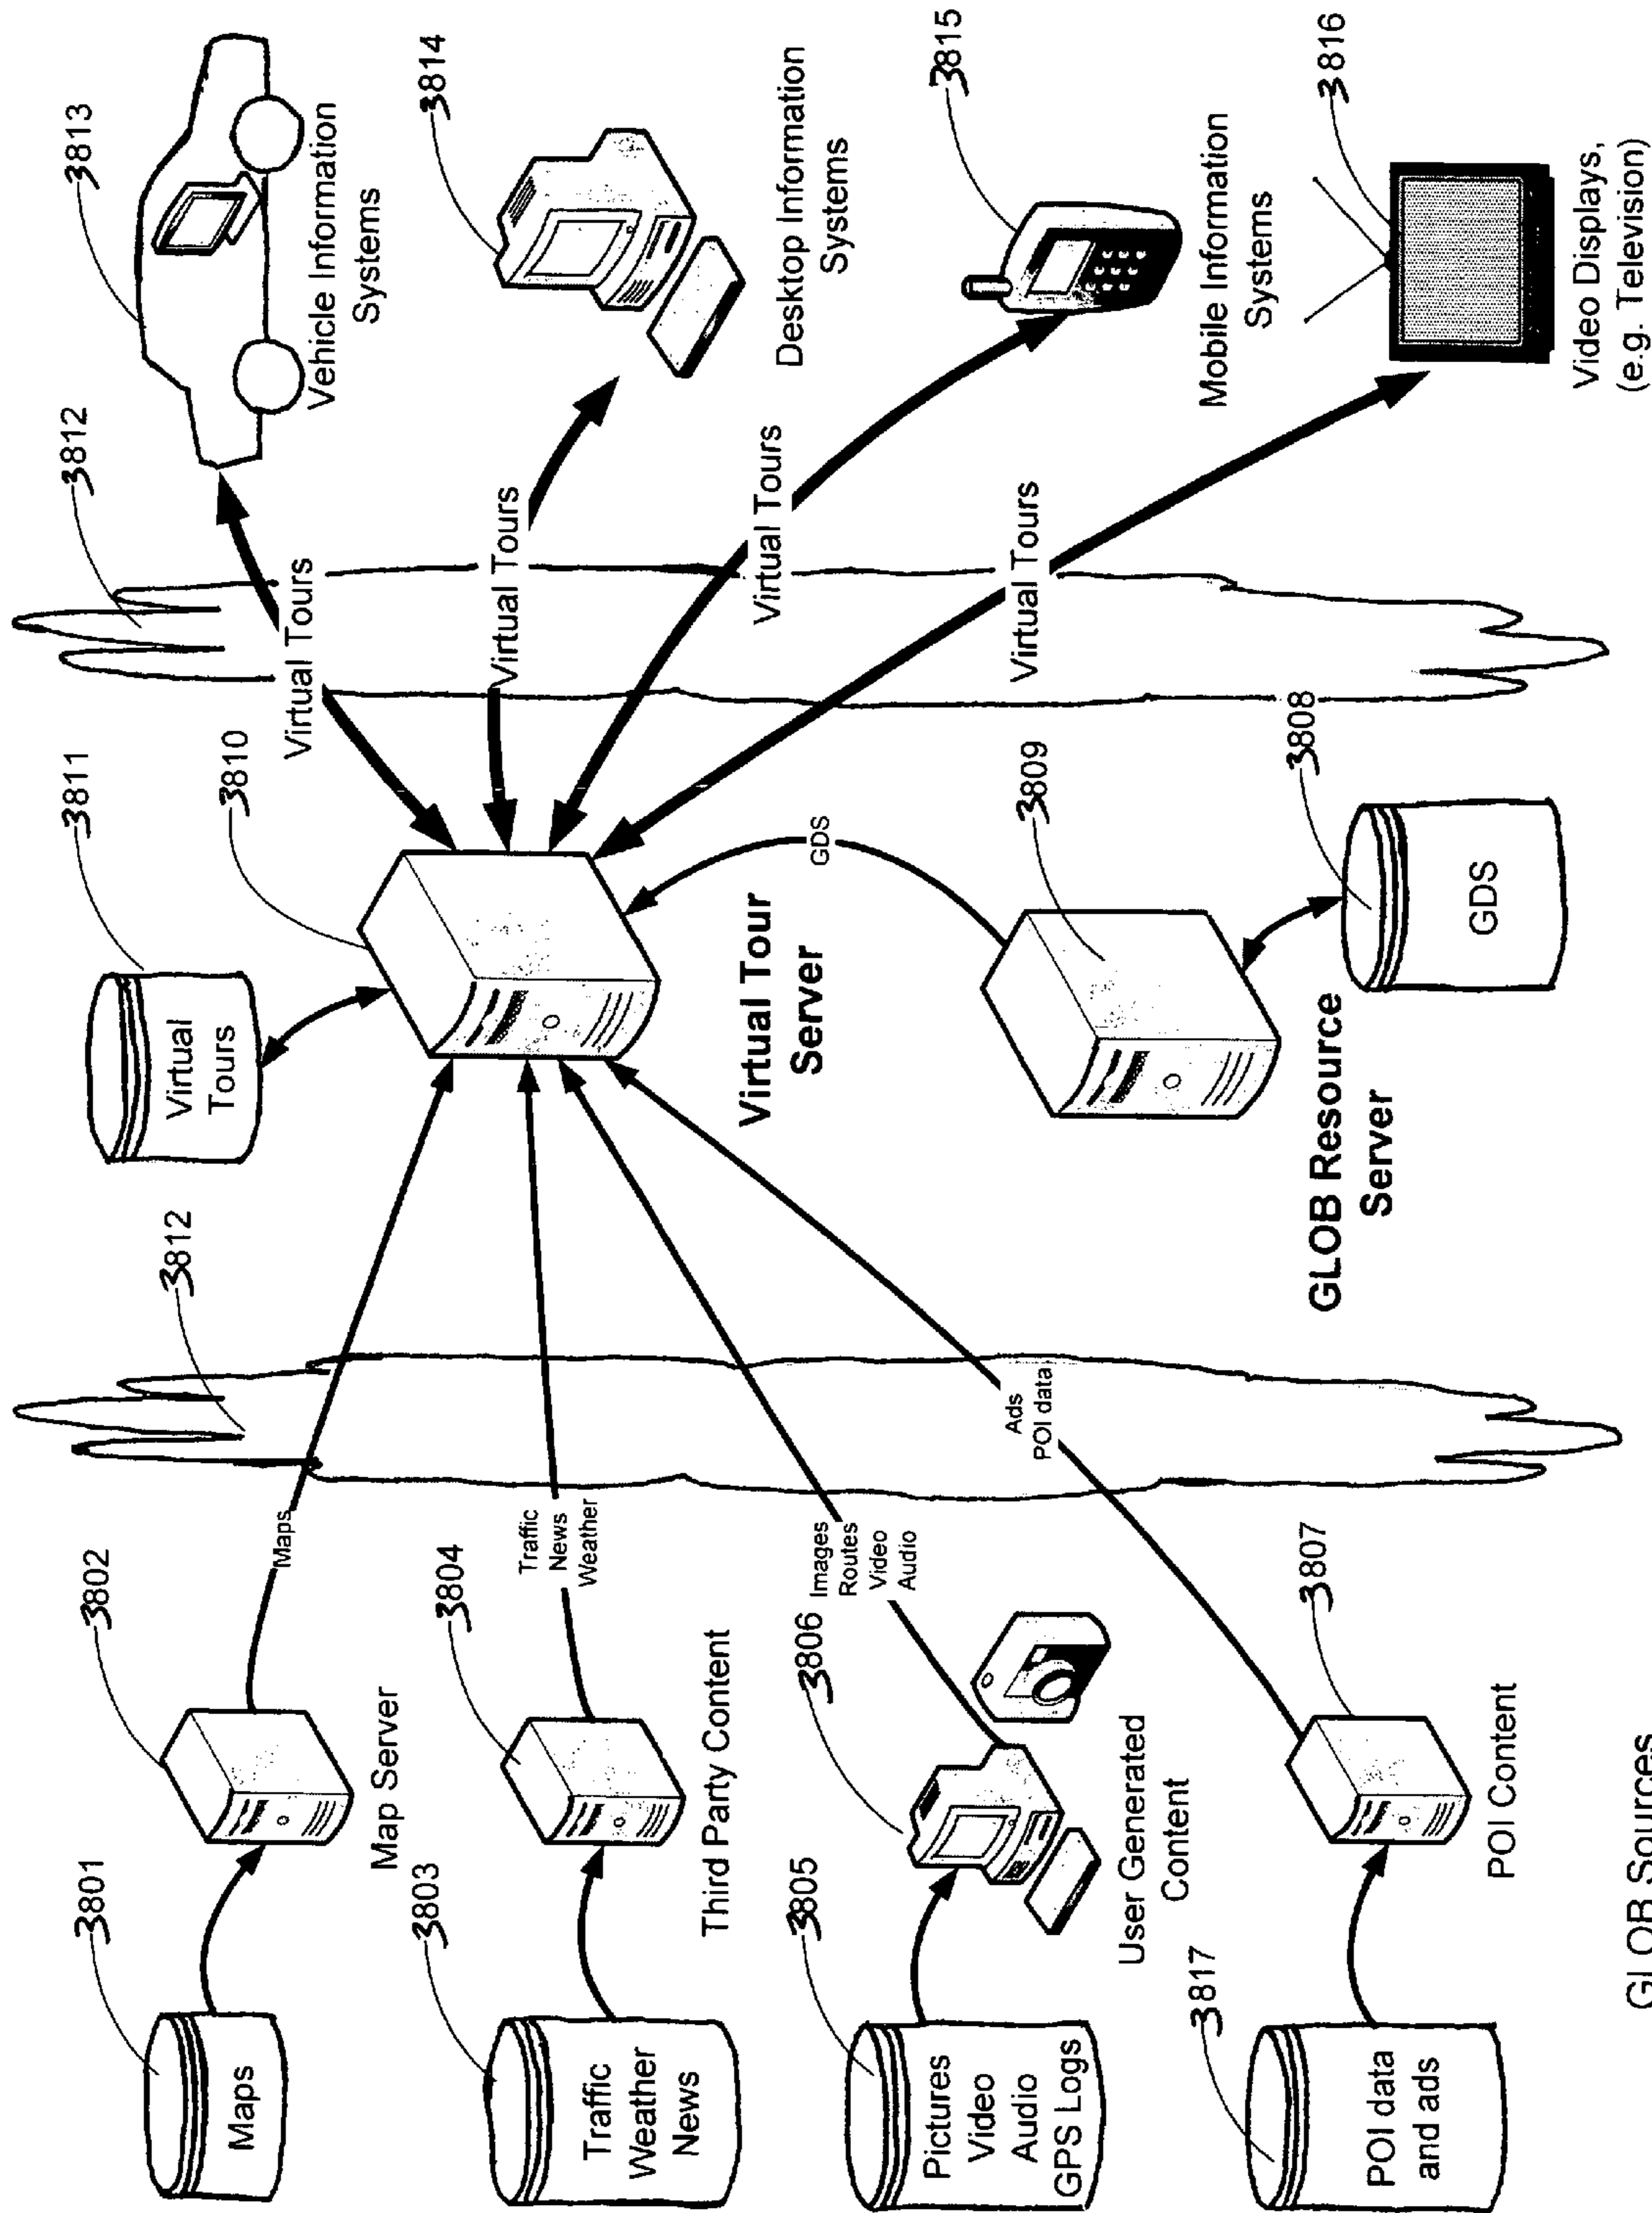 3801
Maps
3802
Map Server
Maps
3803
Traffic
Weather
News
3804
Third Party Content
Traffic
News
Weather
3805
Pictures
Video
Audio
GPS Logs
3806
User Generated
Content
Images
Routes
Video
Audio
3817
POI data
and ads
3807
POI Content
Ads
POI data
GLOB Sources
3812
3811
Virtual
Tours
3810
Virtual Tour
Server
GDS
3809
GLOB Resource
Server
3808
GDS
3812
Virtual Tours
Virtual Tours
Virtual Tours
Virtual Tours
3813
Vehicle Information
Systems
3814
Desktop Information
Systems
3815
Mobile Information
Systems
3816
Video Displays,
(e.g. Television)